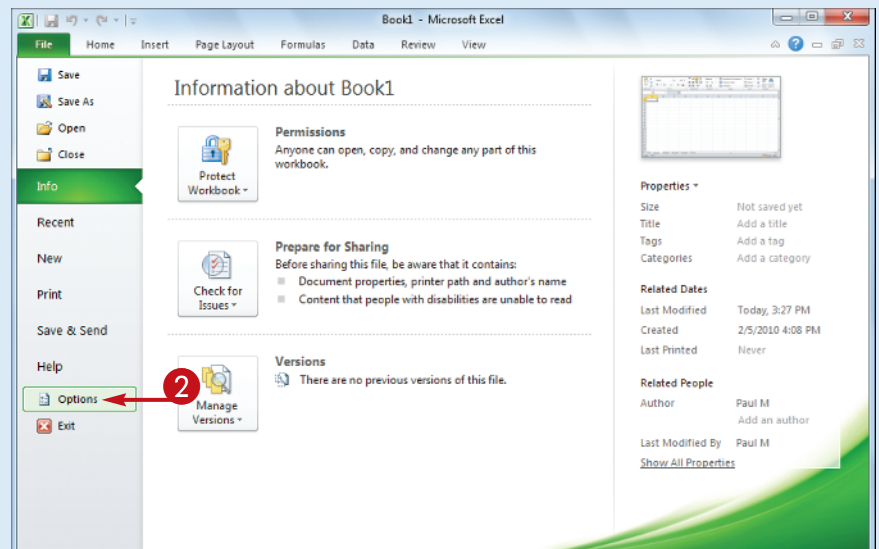 Book1 - Microsoft Excel
File Home Insert Page Layout Formulas Data Review View
Save
Save As
Open
Close
Info
Recent
New
Print
Save & Send
Help
Options
Exit
2
Information about Book1
Protect
Workbook
Permissions
Anyone can open, copy, and change any part of this
workbook.
Check for
Issues
Prepare for Sharing
Before sharing this file, be aware that it contains:
Document properties, printer path and author's name
Content that people with disabilities are unable to read
Manage
Versions
Versions
There are no previous versions of this file.
Properties
Size Not saved yet
Title Add a title
Tags Add a tag
Categories Add a category
Related Dates
Last Modified Today, 3:27 PM
Created 2/5/2010 4:08 PM
Last Printed Never
Related People
Author Paul M
Add an author
Last Modified By Paul M
Show All Properties